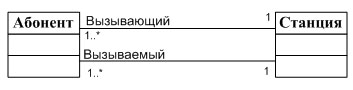 Абонент Вызывающий 1 Станция
1..*
Вызываемый
1..* 1